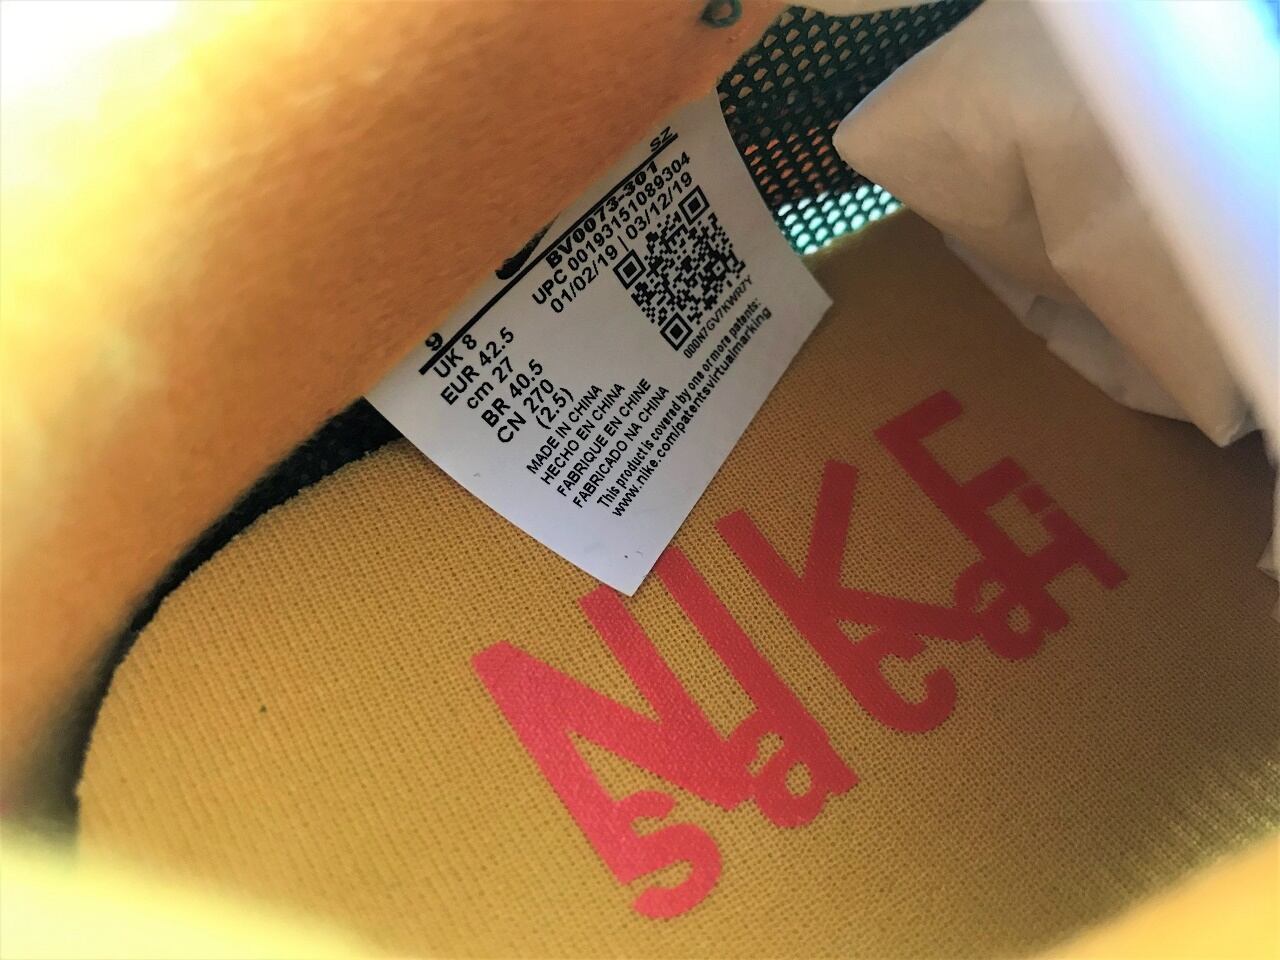 SZ
9 BV0073-301
UK 8 UPC 00193151089304
EUR 42.5 01/02/19 | 03/12/19
cm 27
BR 40.5
CN 270
(2.5)
000N7GV7KWR7Y
MADE IN CHINA
HECHO EN CHINA
FABRIQUE EN CHINE
FABRICADO NA CHINA
This product is covered by one or more patents:
www.nike.com/patentsvirtualmarking
NIKE
sacai